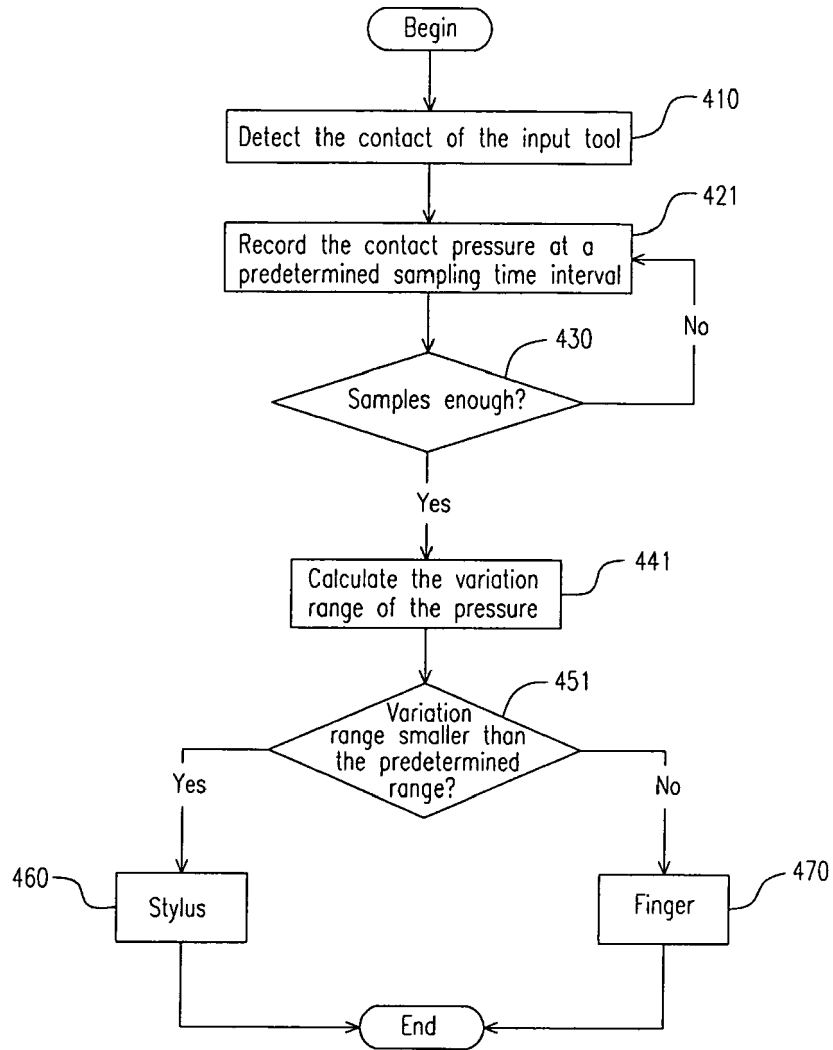 Begin
410
Detect the contact of the input tool
421
Record the contact pressure at a
predetermined sampling time interval
No
430
Samples enough?
Yes
441
Calculate the variation
range of the pressure
451
Variation
range smaller than
the predetermined
range?
Yes
No
460
Stylus
470
Finger
End